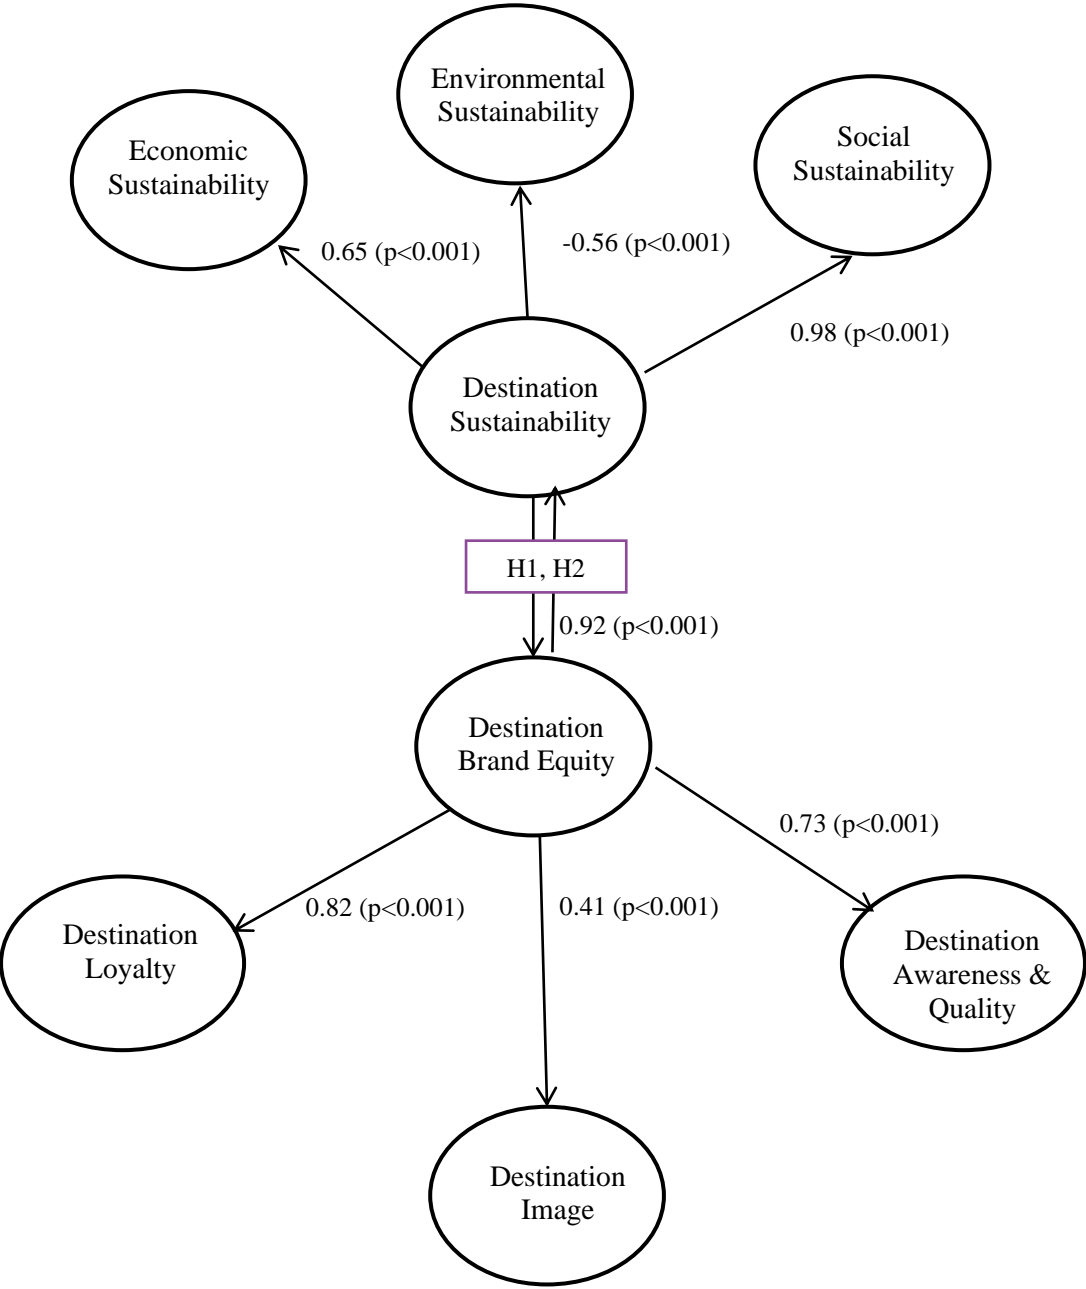 Environmental
Sustainability
Economic
Sustainability
Social
Sustainability
0.65 (p<0.001)
-0.56 (p<0.001)
0.98 (p<0.001)
Destination
Sustainability
H1, H2
0.92 (p<0.001)
Destination
Brand Equity
0.73 (p<0.001)
0.82 (p<0.001)
0.41 (p<0.001)
Destination
Loyalty
Destination
Awareness &
Quality
Destination
Image